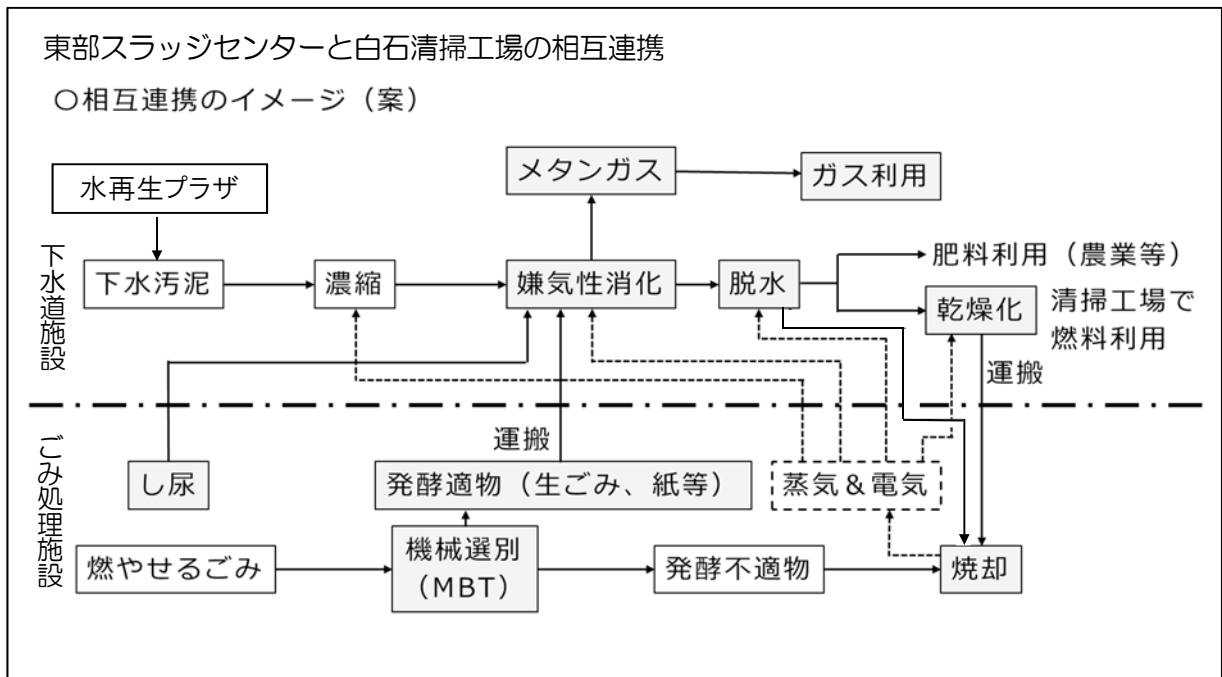 東部スラッジセンターと白石清掃工場の相互連携
〇相互連携のイメージ（案）
メタンガス
ガス利用
水再生プラザ
下水道施設
下水汚泥
濃縮
嫌気性消化
脱水
肥料利用（農業等）
乾燥化
清掃工場で
燃料利用
運搬
ごみ処理施設
運搬
し尿
発酵適物（生ごみ、紙等）
蒸気＆電気
燃やせるごみ
機械選別
（MBT）
発酵不適物
焼却